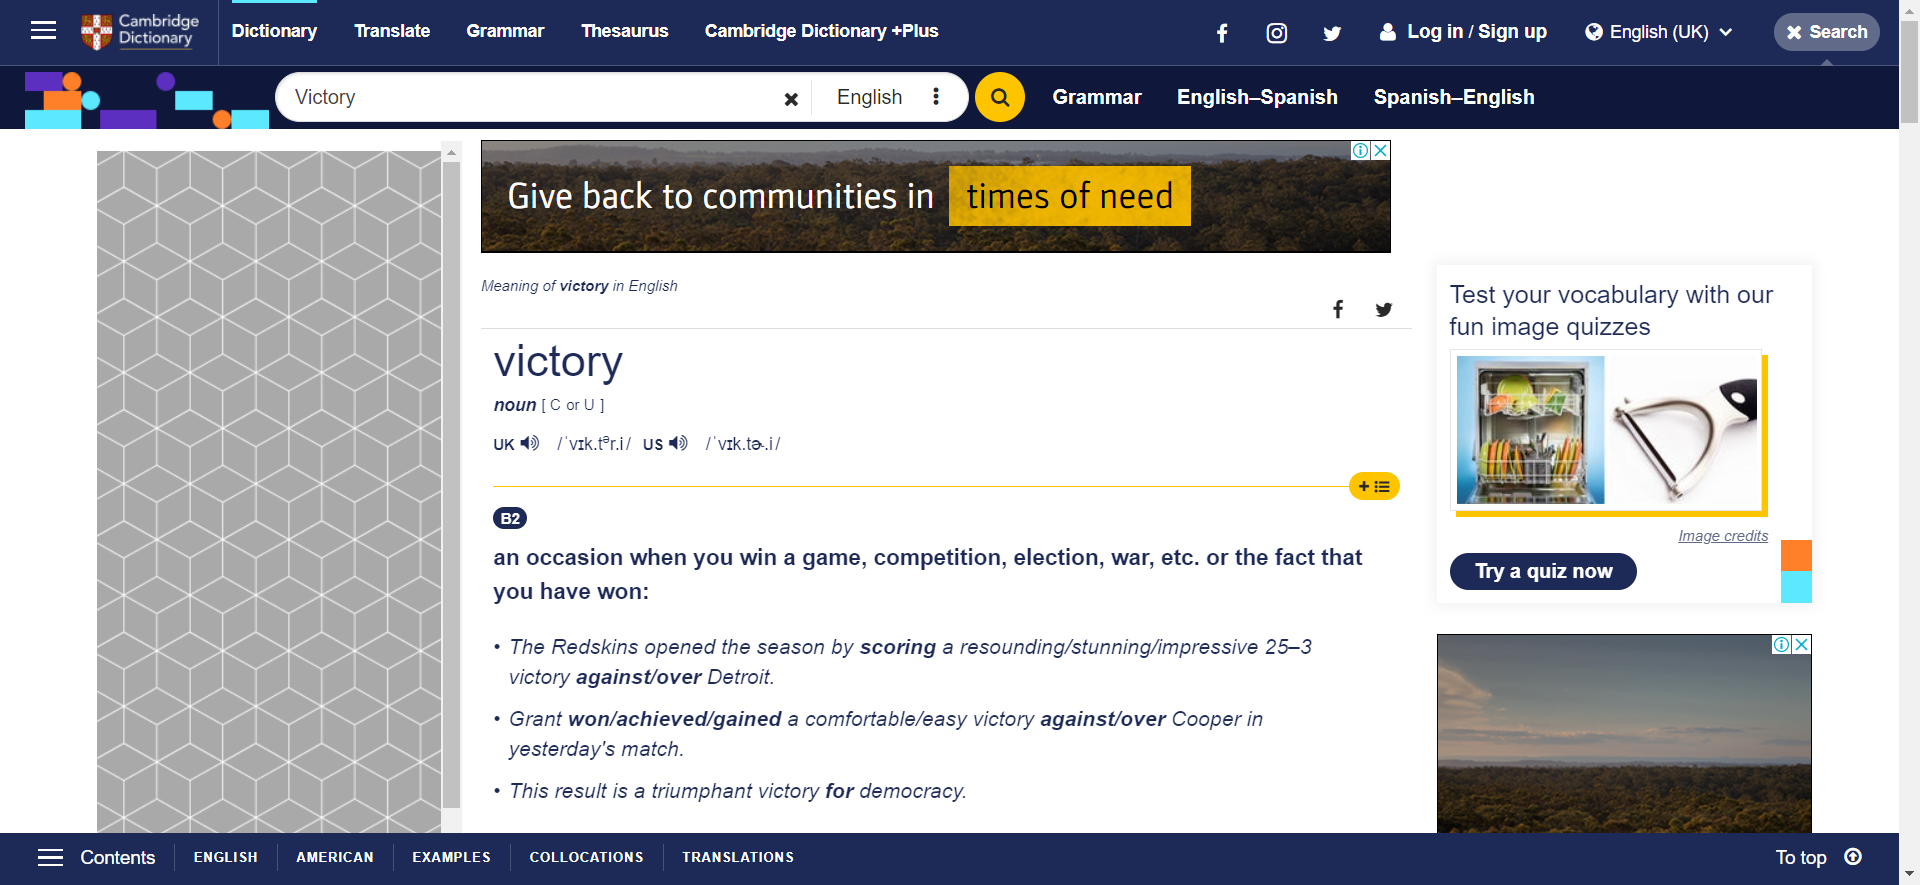 Cambridge Dictionary
Dictionary
Translate
Grammar
Thesaurus
Cambridge Dictionary +Plus
Log in / Sign up
English (UK)
Search
Victory
English
Grammar
English–Spanish
Spanish–English
Give back to communities in times of need
Meaning of victory in English
victory
noun [ C or U ]
UK /ˈvɪk.tᵊr.i/ US /ˈvɪk.tɚ.i/
B2
an occasion when you win a game, competition, election, war, etc. or the fact that
you have won:
• The Redskins opened the season by scoring a resounding/stunning/impressive 25–3
victory against/over Detroit.
• Grant won/achieved/gained a comfortable/easy victory against/over Cooper in
yesterday's match.
• This result is a triumphant victory for democracy.
Test your vocabulary with our
fun image quizzes
Image credits
Try a quiz now
Contents
ENGLISH
AMERICAN
EXAMPLES
COLLOCATIONS
TRANSLATIONS
To top